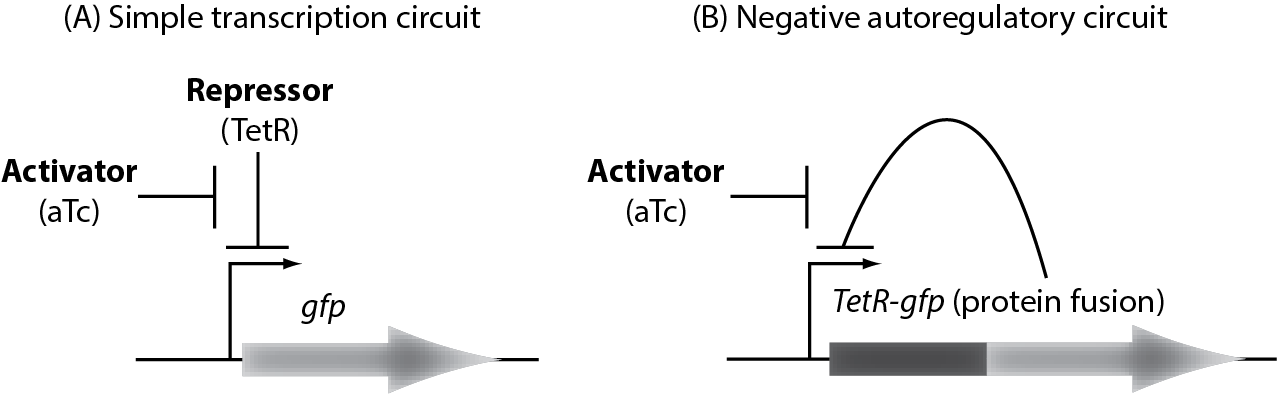 (A) Simple transcription circuit
Repressor
(TetR)
Activator
(aTc)
gfp
(B) Negative autoregulatory circuit
Activator
(aTc)
TetR-gfp (protein fusion)